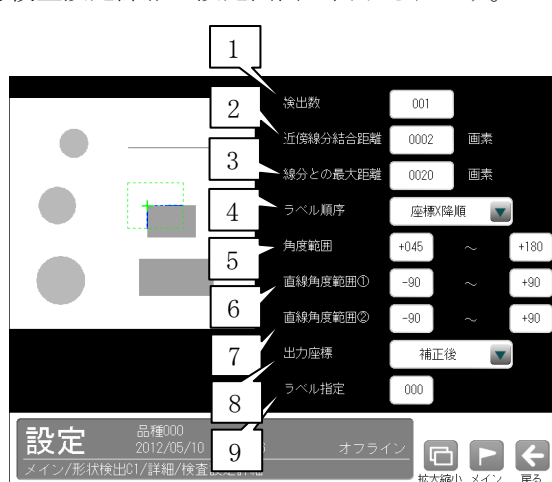 1
検出数 001
2
近傍線分結合距離 0002 画素
3
線分との最大距離 0020 画素
4
ラベル順序 座標X降順
5
角度範囲 +045 ～ +180
6
直線角度範囲① -90 ～ +90
直線角度範囲② -90 ～ +90
7
出力座標 補正後
8
ラベル指定 000
9
設定 品種000
2012/05/10 オフライン
メイン/形状検出C1/詳細/検査
拡大縮小 メイン 戻る